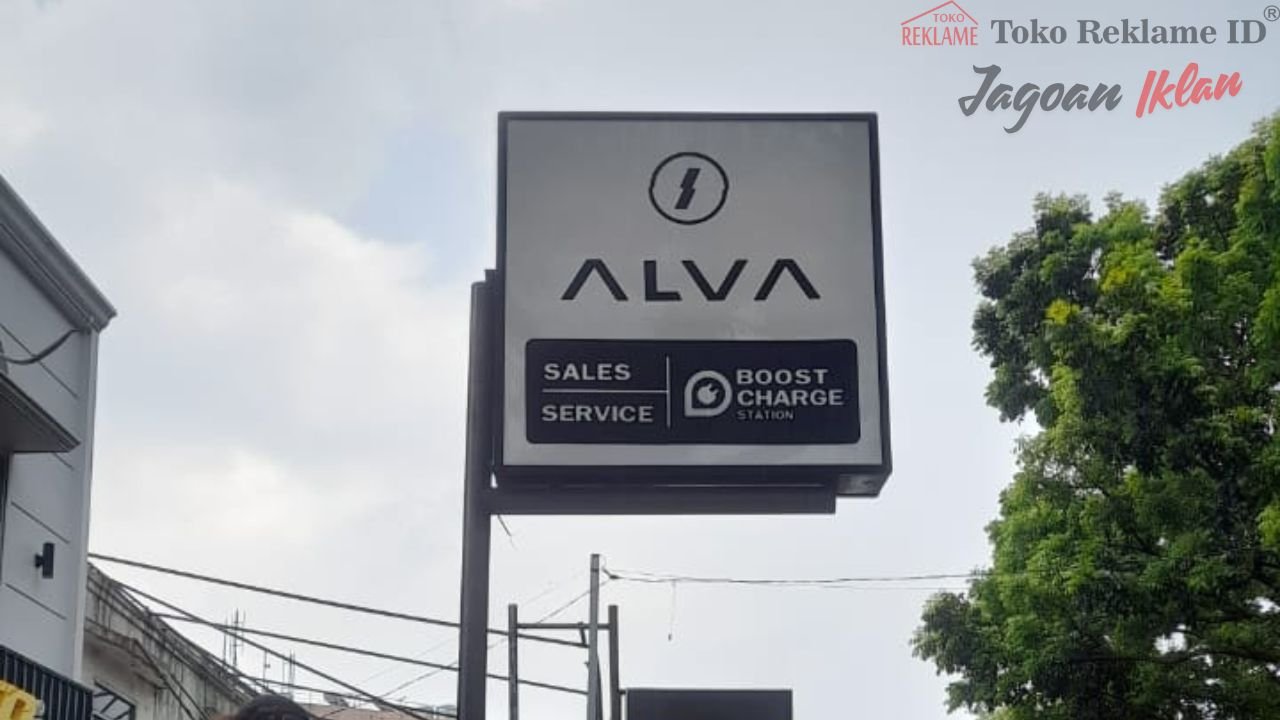 TOKO
REKLAME
Toko Reklame ID®
Jagoan Iklan
ALVA
SALES
SERVICE
BOOST
CHARGE
STATION